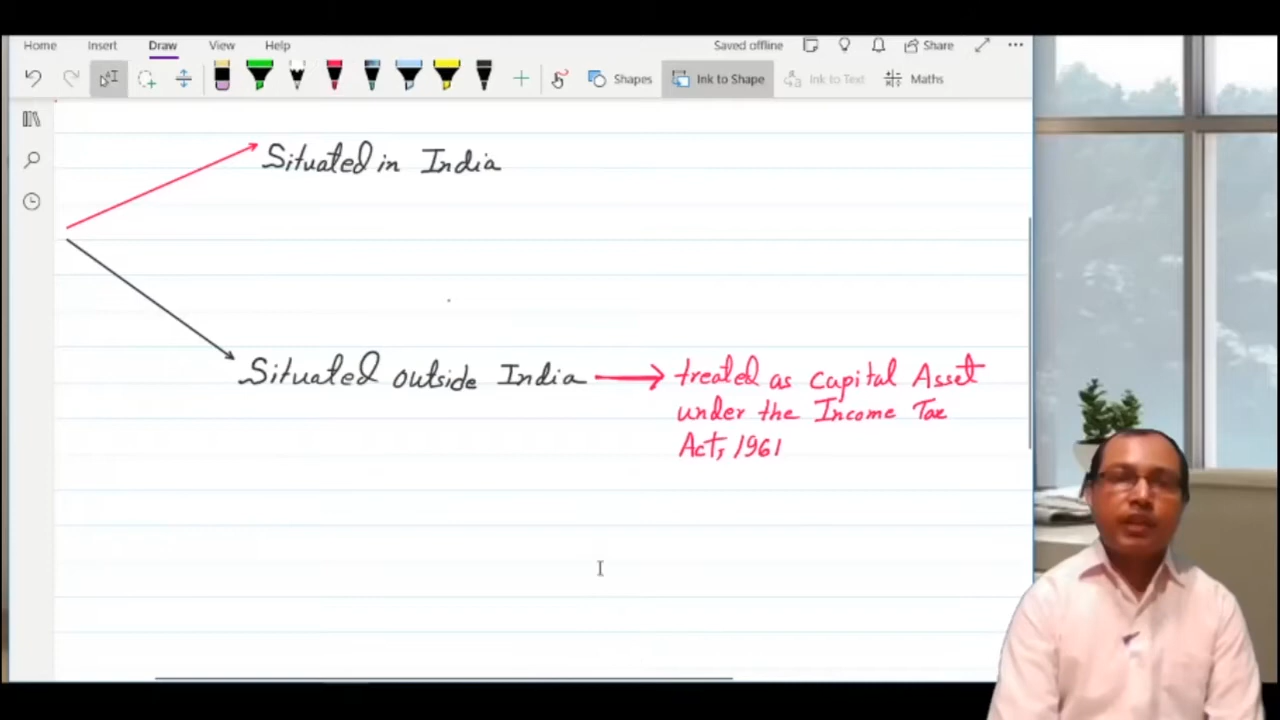 Home Insert Draw View Help Saved offline Share
Shapes Ink to Shape Ink to Text Maths
Situated in India
Situated outside India
treated as Capital Asset
under the Income Tax
Act, 1961